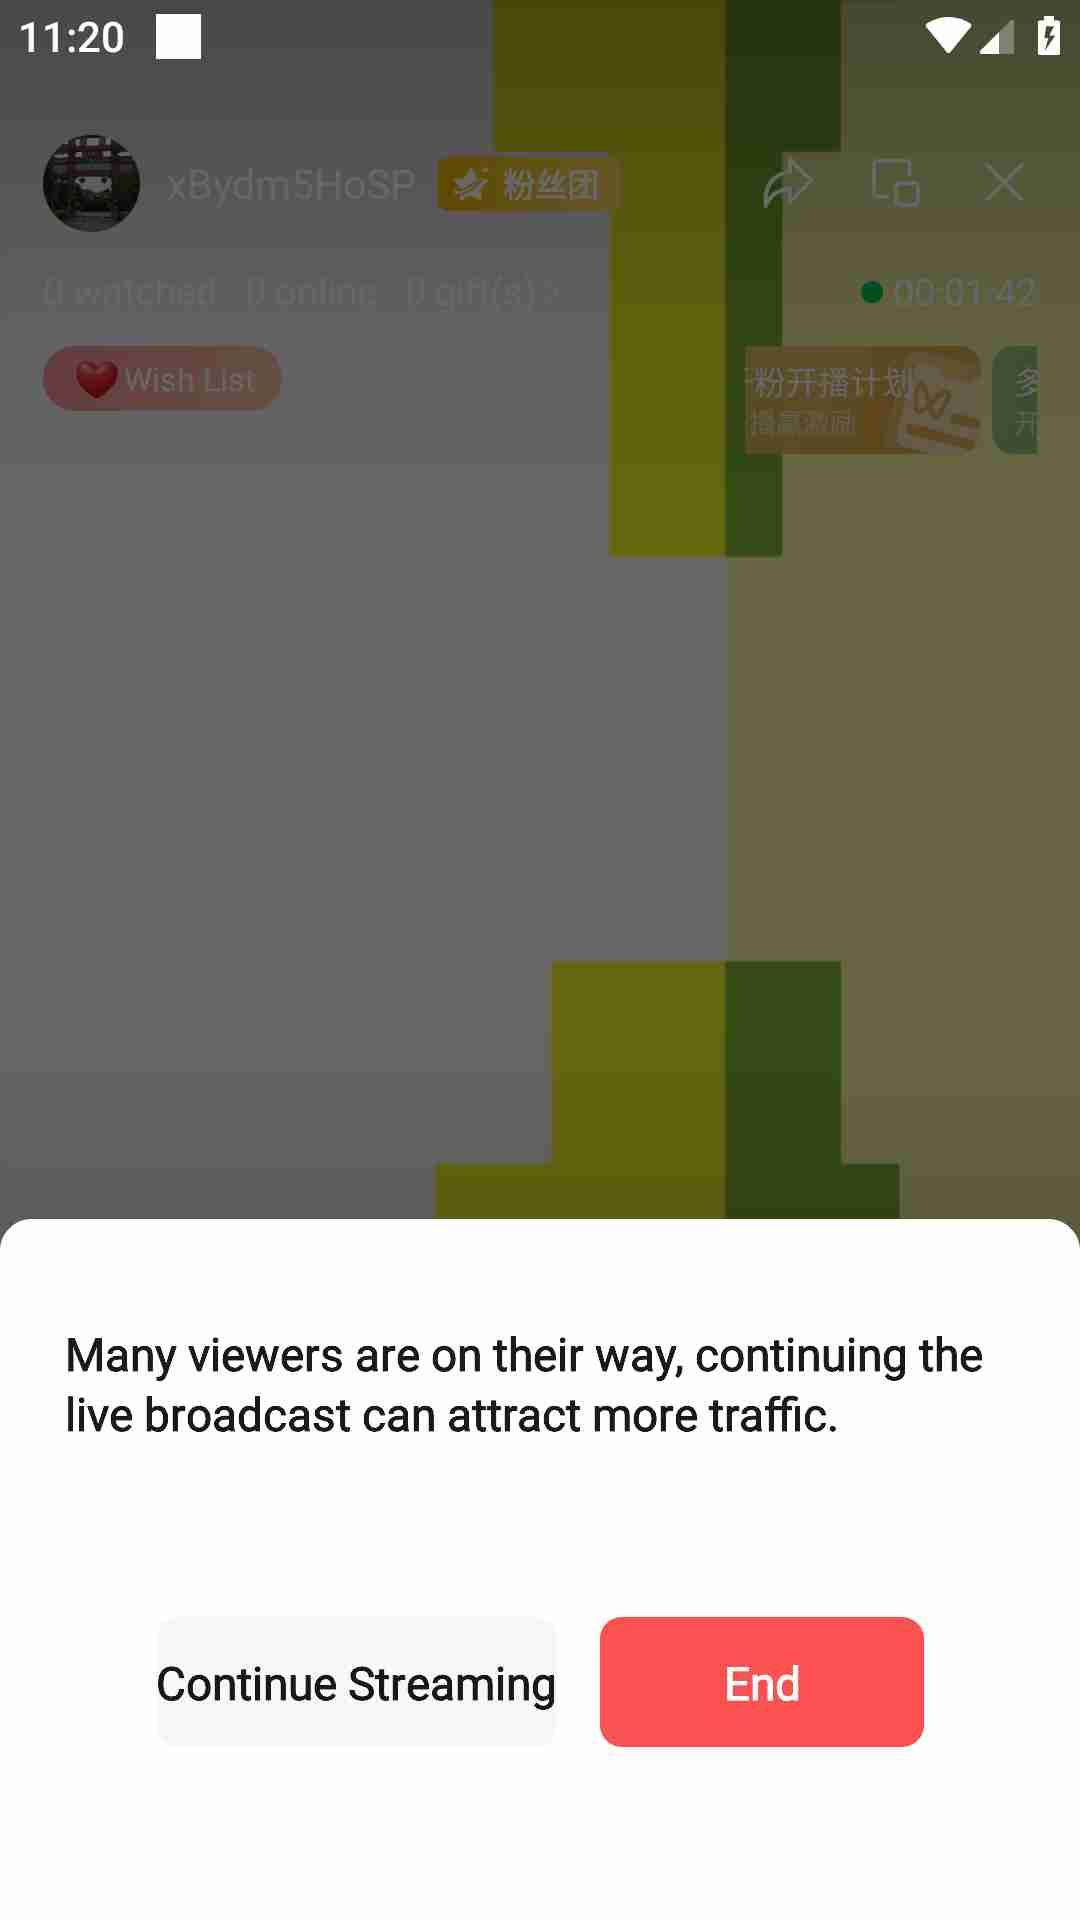 11:20
xBydm5HoSP 粉丝团
0 watched 0 online 0 gift(s) >
00:01:42
Wish List
粉开播计划
播赢激励
多
开
Many viewers are on their way, continuing the
live broadcast can attract more traffic.
Continue Streaming
End